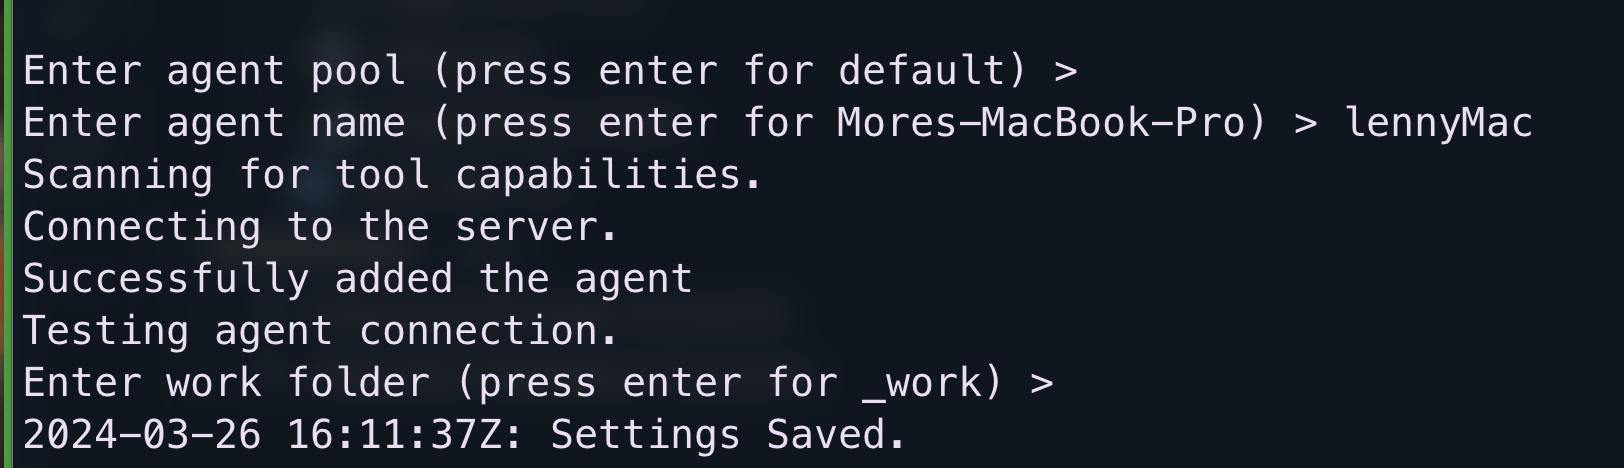 Enter agent pool (press enter for default) >
Enter agent name (press enter for Mores-MacBook-Pro) > lennyMac
Scanning for tool capabilities.
Connecting to the server.
Successfully added the agent
Testing agent connection.
Enter work folder (press enter for _work) >
2024-03-26 16:11:37Z: Settings Saved.